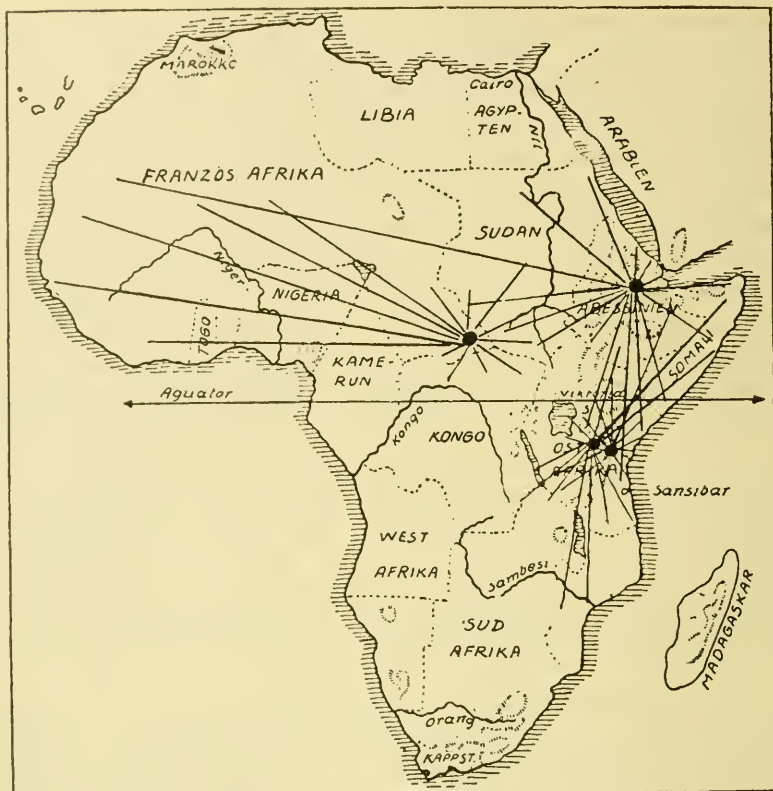 MAROKKO
Cairo
LIBIA
ÄGYP-
TEN
NIL
ARABIEN
FRANZÖS AFRIKA
SUDAN
Niger
NIGERIA
TOGO
ABESSINIEN
KAME-
RUN
SOMALI
Aquator
Kongo
KONGO
OST
AFRIKA
Sansibar
WEST
AFRIKA
Sambesi
MADAGASKAR
SUD
AFRIKA
Orang
KAPPST.